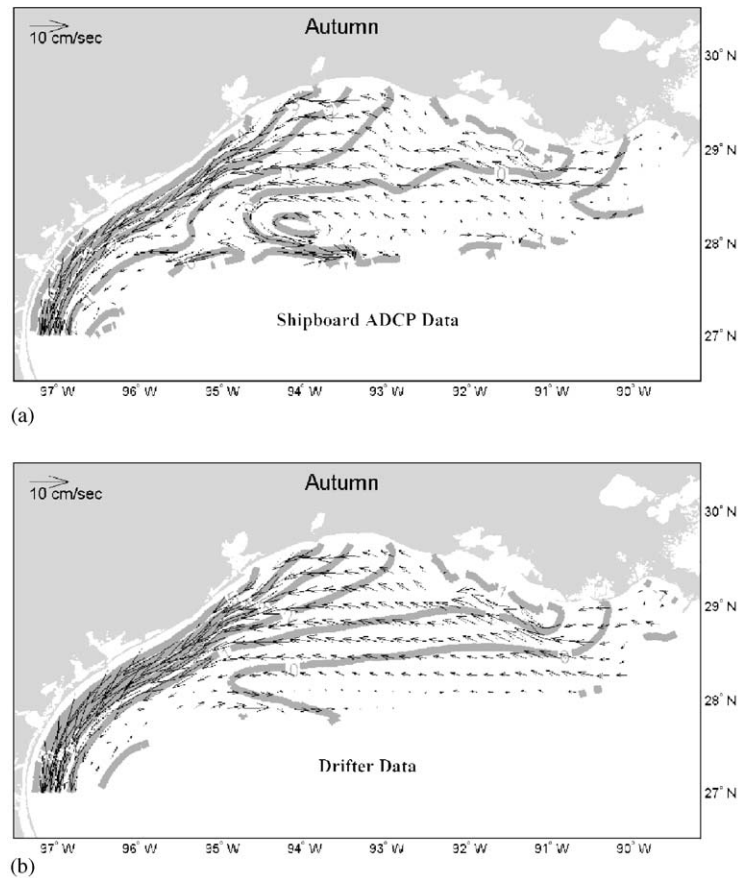 Autumn
10 cm/sec
30° N
29° N
28° N
27° N
Shipboard ADCP Data
97° W 96° W 95° W 94° W 93° W 92° W 91° W 90° W
(a)
Autumn
10 cm/sec
30° N
29° N
28° N
27° N
Drifter Data
97° W 96° W 95° W 94° W 93° W 92° W 91° W 90° W
(b)